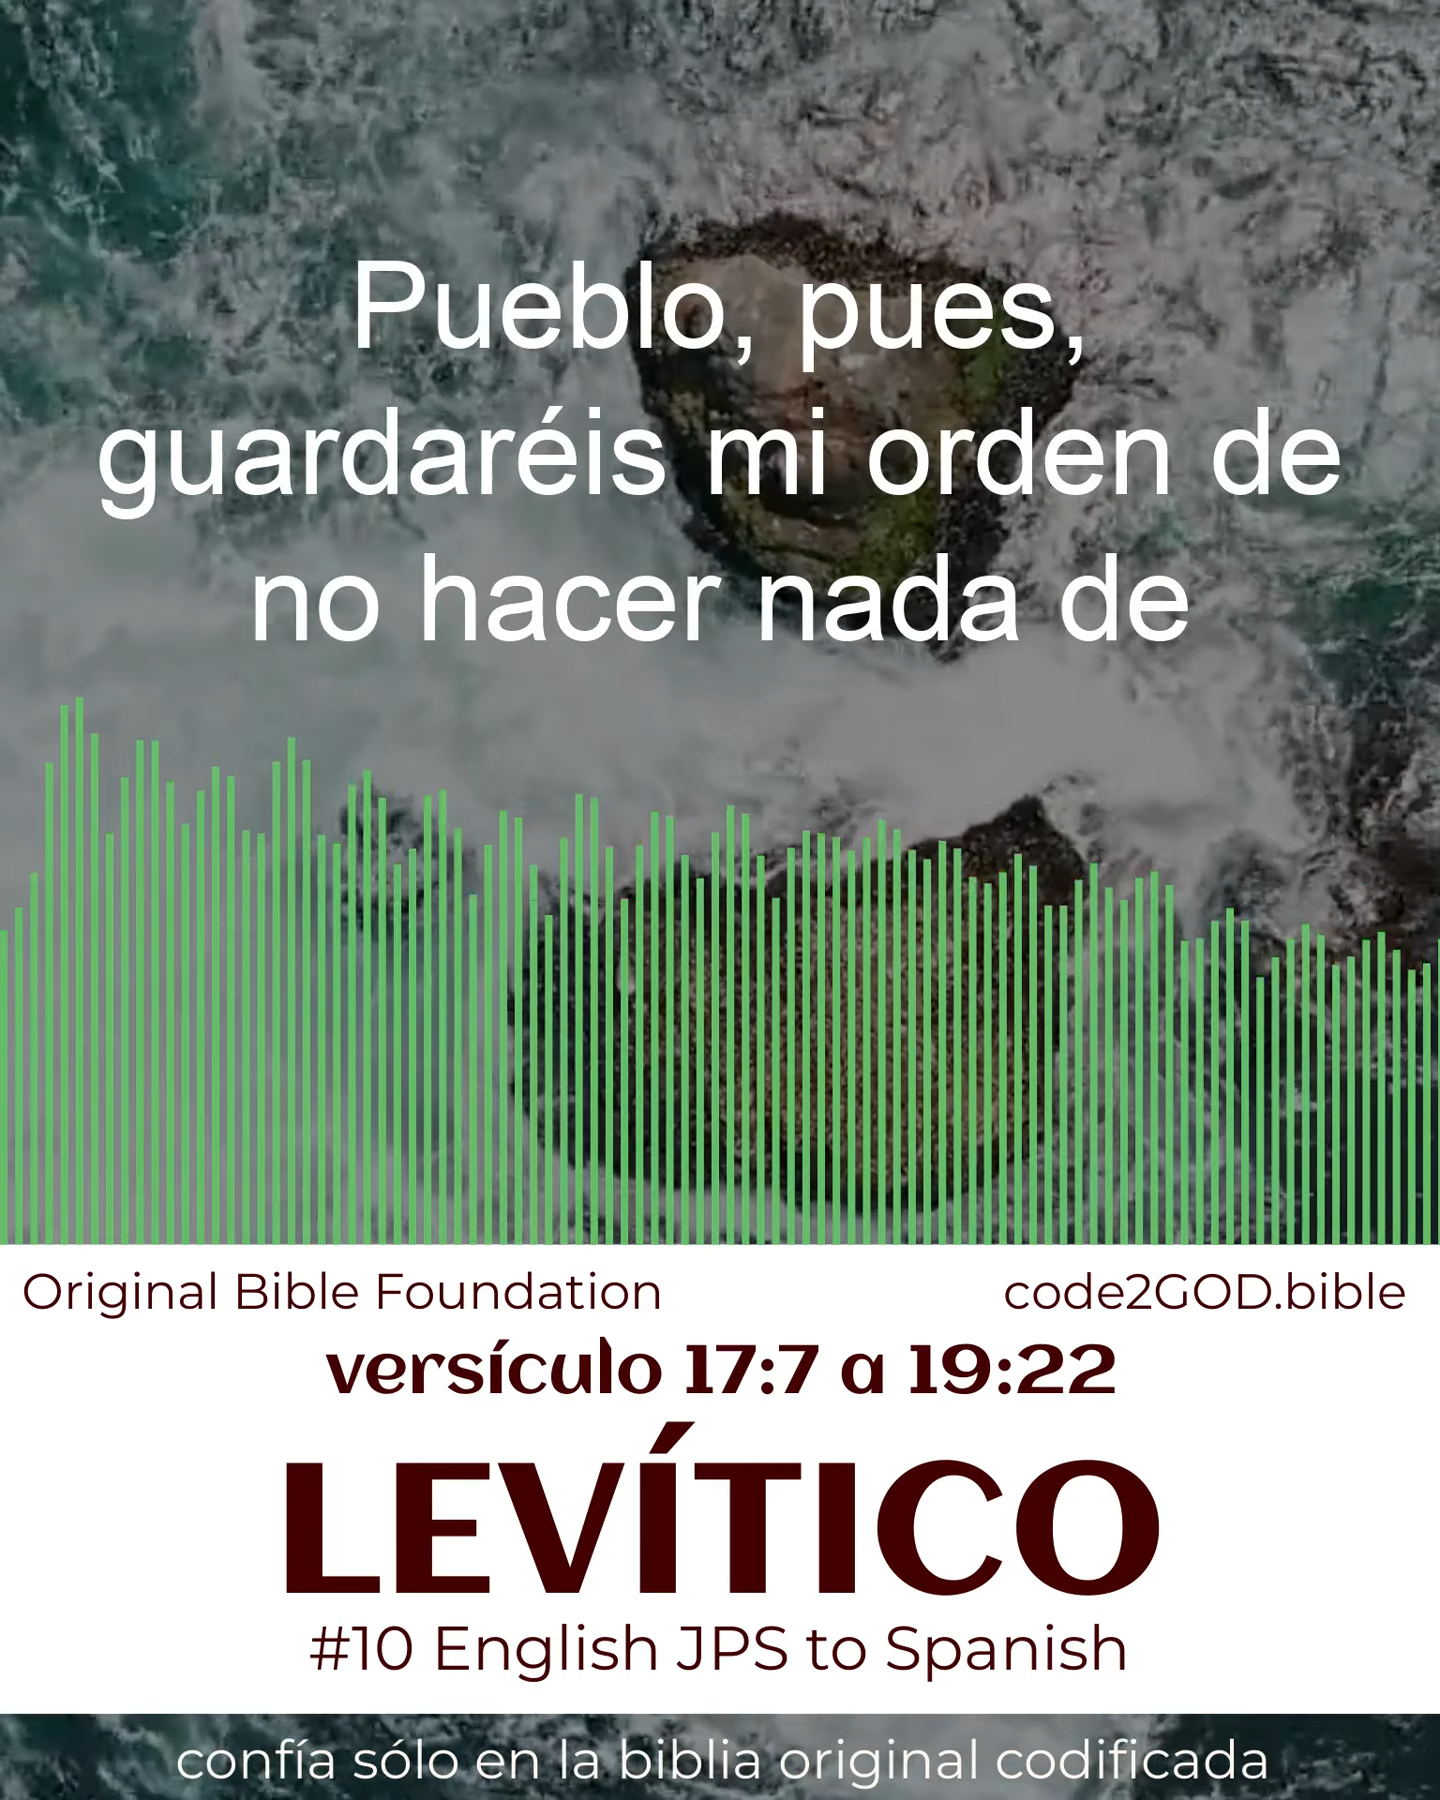 Pueblo, pues,
guardaréis mi orden de
no hacer nada de
Original Bible Foundation
code2GOD.bible
versículo 17:7 a 19:22
LEVÍTICO
#10 English JPS to Spanish
confía sólo en la biblia original codificada